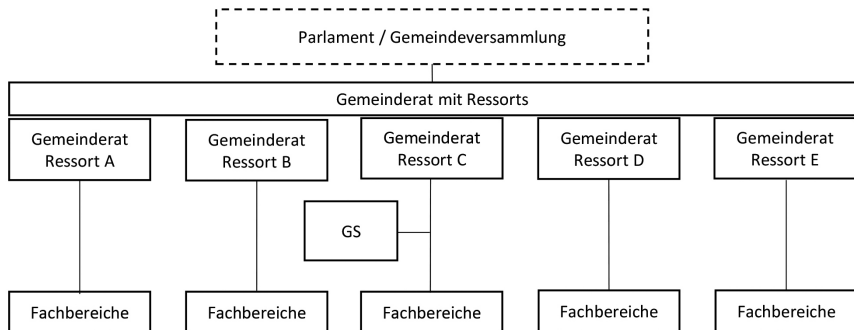 Parlament / Gemeindeversammlung
Gemeinderat mit Ressorts
Gemeinderat
Ressort A
Gemeinderat
Ressort B
Gemeinderat
Ressort C
Gemeinderat
Ressort D
Gemeinderat
Ressort E
GS
Fachbereiche
Fachbereiche
Fachbereiche
Fachbereiche
Fachbereiche